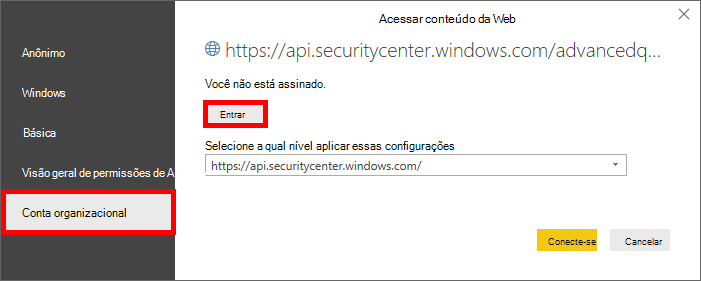 Acessar conteúdo da Web
Anônimo
Windows
Básica
Visão geral de permissões de A
Conta organizacional
https://api.securitycenter.windows.com/advancedq...
Você não está assinado.
Entrar
Selecione a qual nível aplicar essas configurações
https://api.securitycenter.windows.com/
Conecte-se
Cancelar